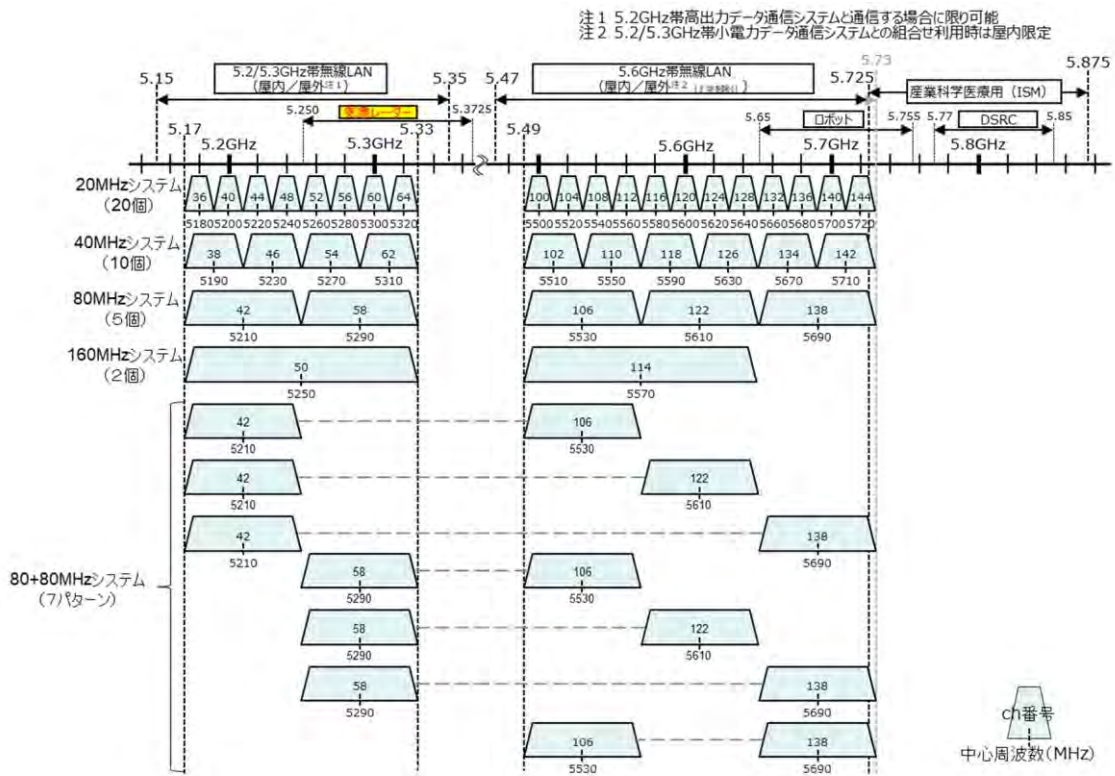 注1 5.2GHz帯高出力データ通信システムと通信する場合に限り可能
注2 5.2/5.3GHz帯小電力データ通信システムとの組合せ利用時は屋内限定
5.15
5.2/5.3GHz帯無線LAN
(屋内/屋外注1)
5.35
5.47
5.6GHz帯無線LAN
(屋内/屋外注2
)
5.73
5.725
5.875
産業科学医療用(ISM)
5.250
レーダー
5.3725
5.65
ロボット
5.755
5.77
DSRC
5.85
5.17
5.33
5.49
5.2GHz
5.3GHz
5.6GHz
5.7GHz
5.8GHz
20MHzシステム
(20個)
36 40 44 48 52 56 60 64 100 104 108 112 116 120 124 128 132 136 140 144
5180 5200 5220 5240 5260 5280 5300 5320 5500 5520 5540 5560 5580 5600 5620 5640 5660 5680 5700 5720
40MHzシステム
(10個)
38 46 54 62 102 110 118 126 134 142
5190 5230 5270 5310 5510 5550 5590 5630 5670 5710
80MHzシステム
(5個)
42 58 106 122 138
5210 5290 5530 5610 5690
160MHzシステム
(2個)
50 114
5250 5570
80+80MHzシステム
(7パターン)
42 106
5210 5530
42 122
5210 5610
42 138
5210 5690
58 106
5290 5530
58 122
5290 5610
58 138
5290 5690
106 138
5530 5690
ch番号
中心周波数(MHz)